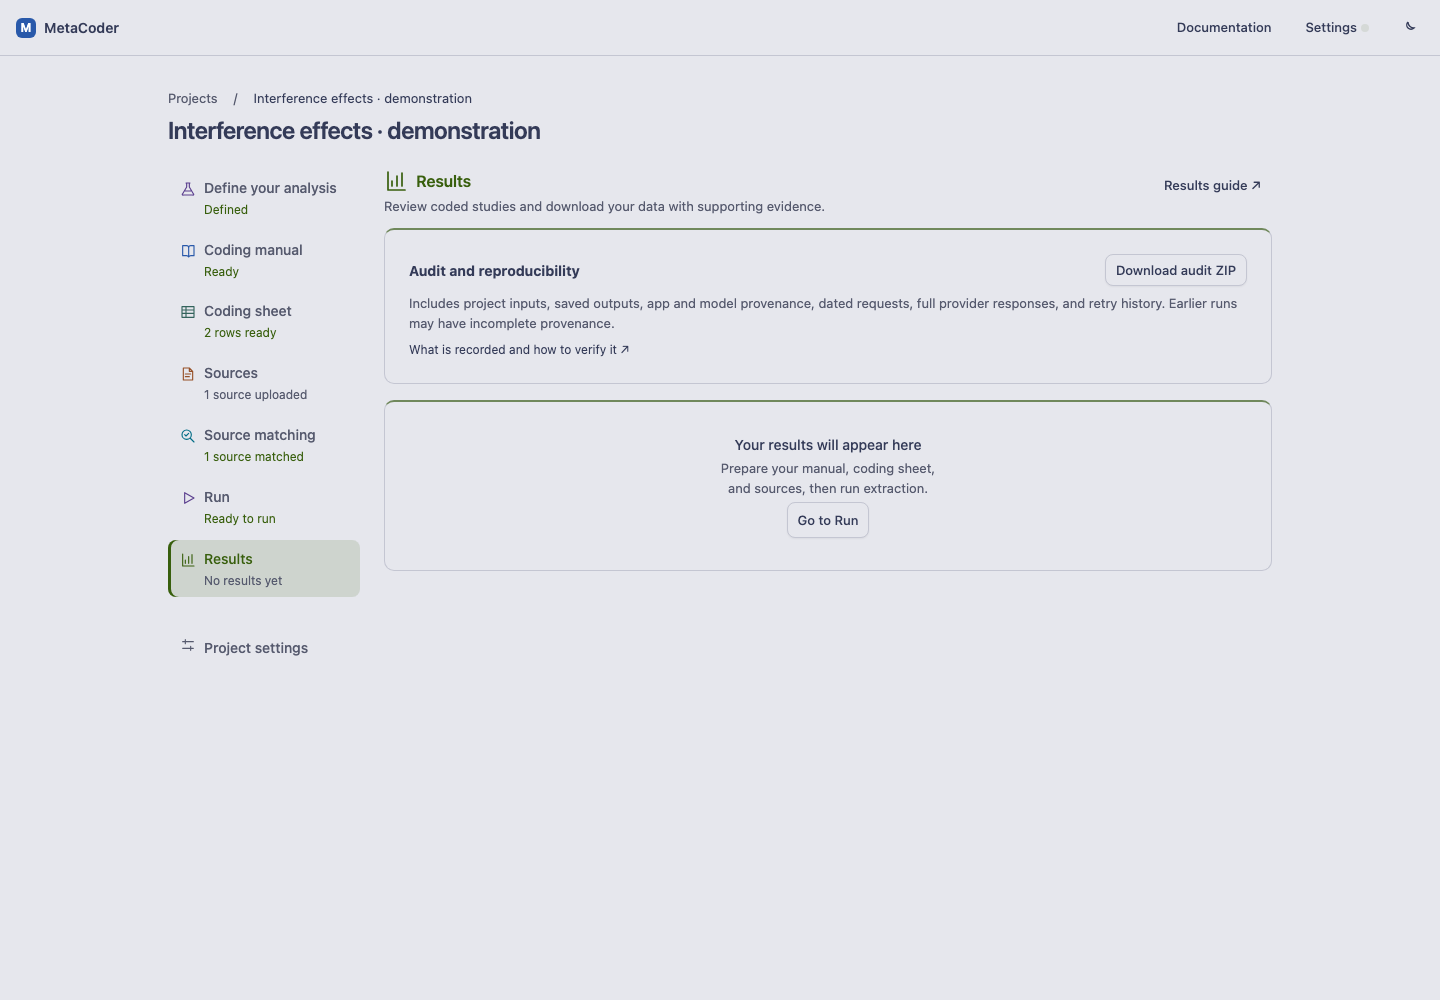 M MetaCoder
Documentation
Settings
Projects / Interference effects · demonstration
Interference effects · demonstration
Define your analysis
Defined
Coding manual
Ready
Coding sheet
2 rows ready
Sources
1 source uploaded
Source matching
1 source matched
Run
Ready to run
Results
No results yet
Project settings
Results
Results guide ↗
Review coded studies and download your data with supporting evidence.
Audit and reproducibility
Download audit ZIP
Includes project inputs, saved outputs, app and model provenance, dated requests, full provider responses, and retry history. Earlier runs
may have incomplete provenance.
What is recorded and how to verify it ↗
Your results will appear here
Prepare your manual, coding sheet,
and sources, then run extraction.
Go to Run